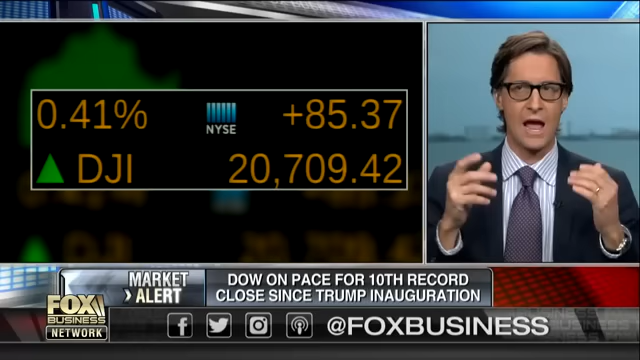 0.41%
NYSE
+85.37
DJI
20,709.42
MARKET
ALERT
DOW ON PACE FOR 10TH RECORD
CLOSE SINCE TRUMP INAUGURATION
FOX
BUSINESS
NETWORK
@FOXBUSINESS